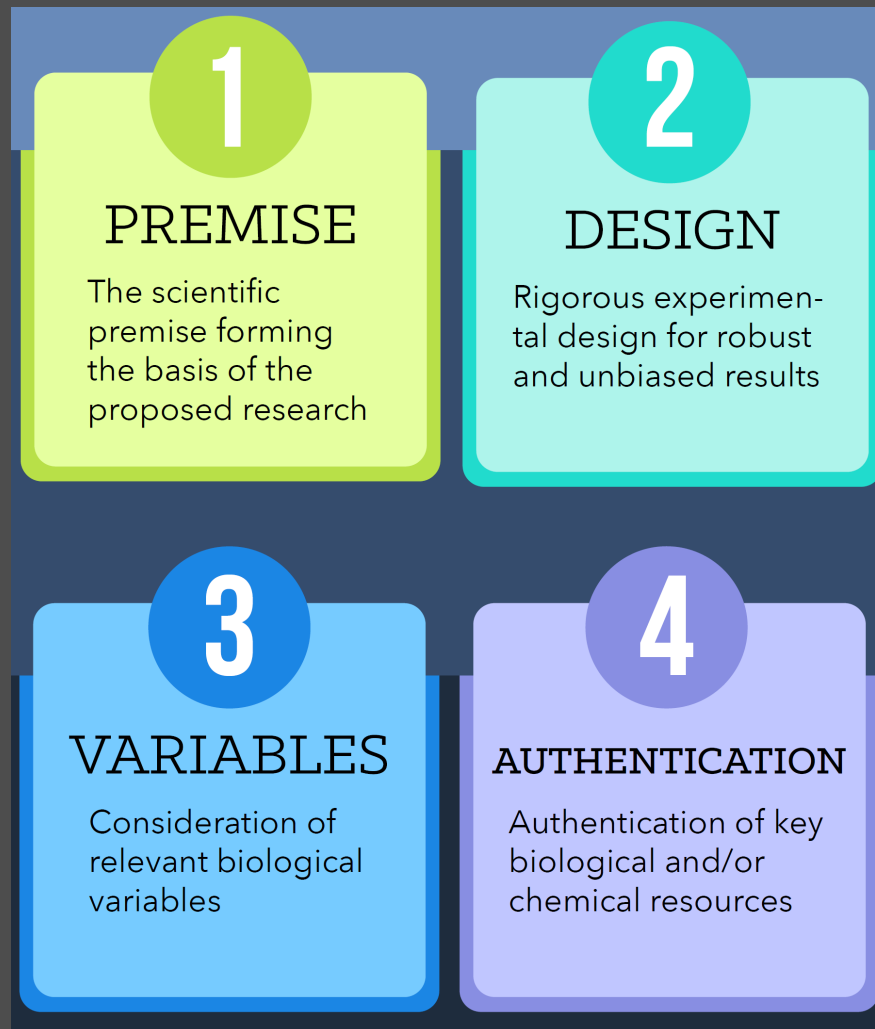 1
PREMISE
The scientific
premise forming
the basis of the
proposed research
2
DESIGN
Rigorous experimen-
tal design for robust
and unbiased results
3
VARIABLES
Consideration of
relevant biological
variables
4
AUTHENTICATION
Authentication of key
biological and/or
chemical resources